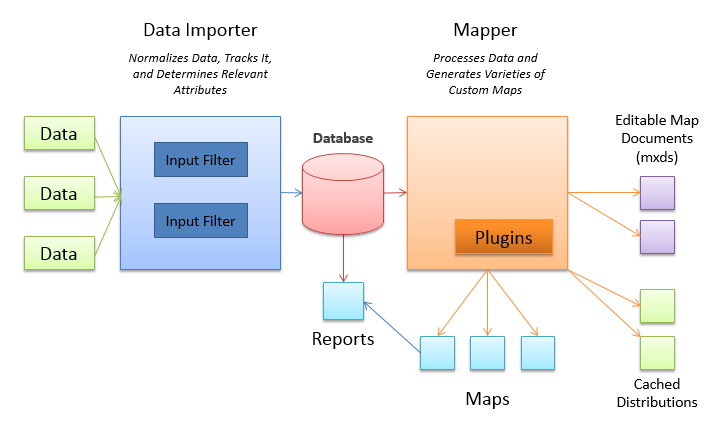 Data Importer
Normalizes Data, Tracks It,
and Determines Relevant
Attributes
Mapper
Processes Data and
Generates Varieties of
Custom Maps
Data
Data
Data
Input Filter
Input Filter
Database
Plugins
Editable Map
Documents
(mxds)
Reports
Maps
Cached
Distributions